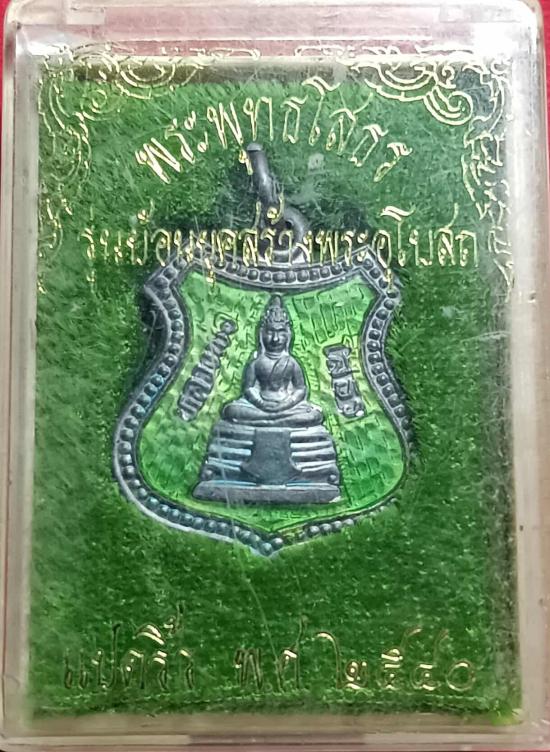 พระพุทธโสธร
รุ่นย้อนยุคสร้างพระอุโบสถ
แปดริ้ว พ.ศ. ๒๕๔๐